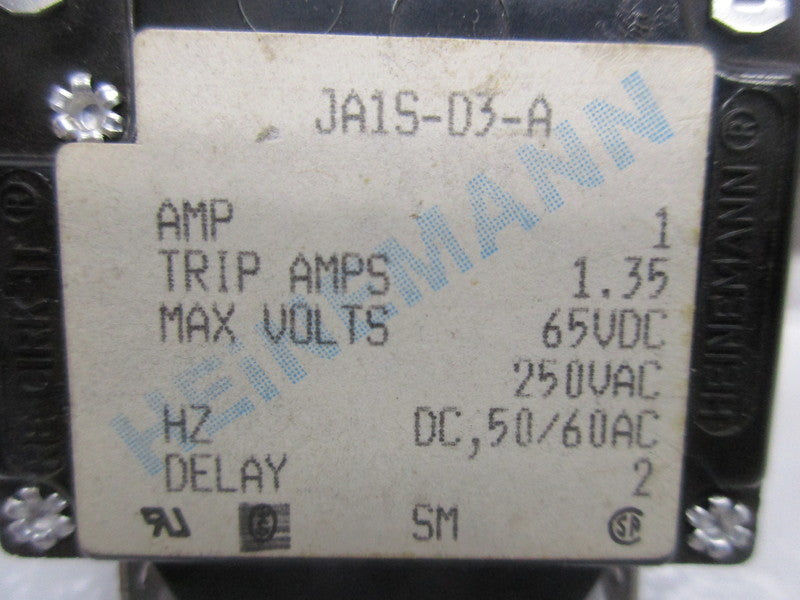 JA1S-D3-A
HEINEMANN
AMP 1
TRIP AMPS 1.35
MAX VOLTS 65VDC
250VAC
HZ DC,50/60AC
DELAY 2
SM
HEINEMANN ®